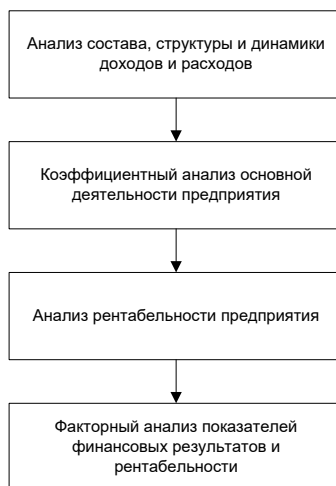 Анализ состава, структуры и динамики
доходов и расходов
Коэффициентный анализ основной
деятельности предприятия
Анализ рентабельности предприятия
Факторный анализ показателей
финансовых результатов и
рентабельности